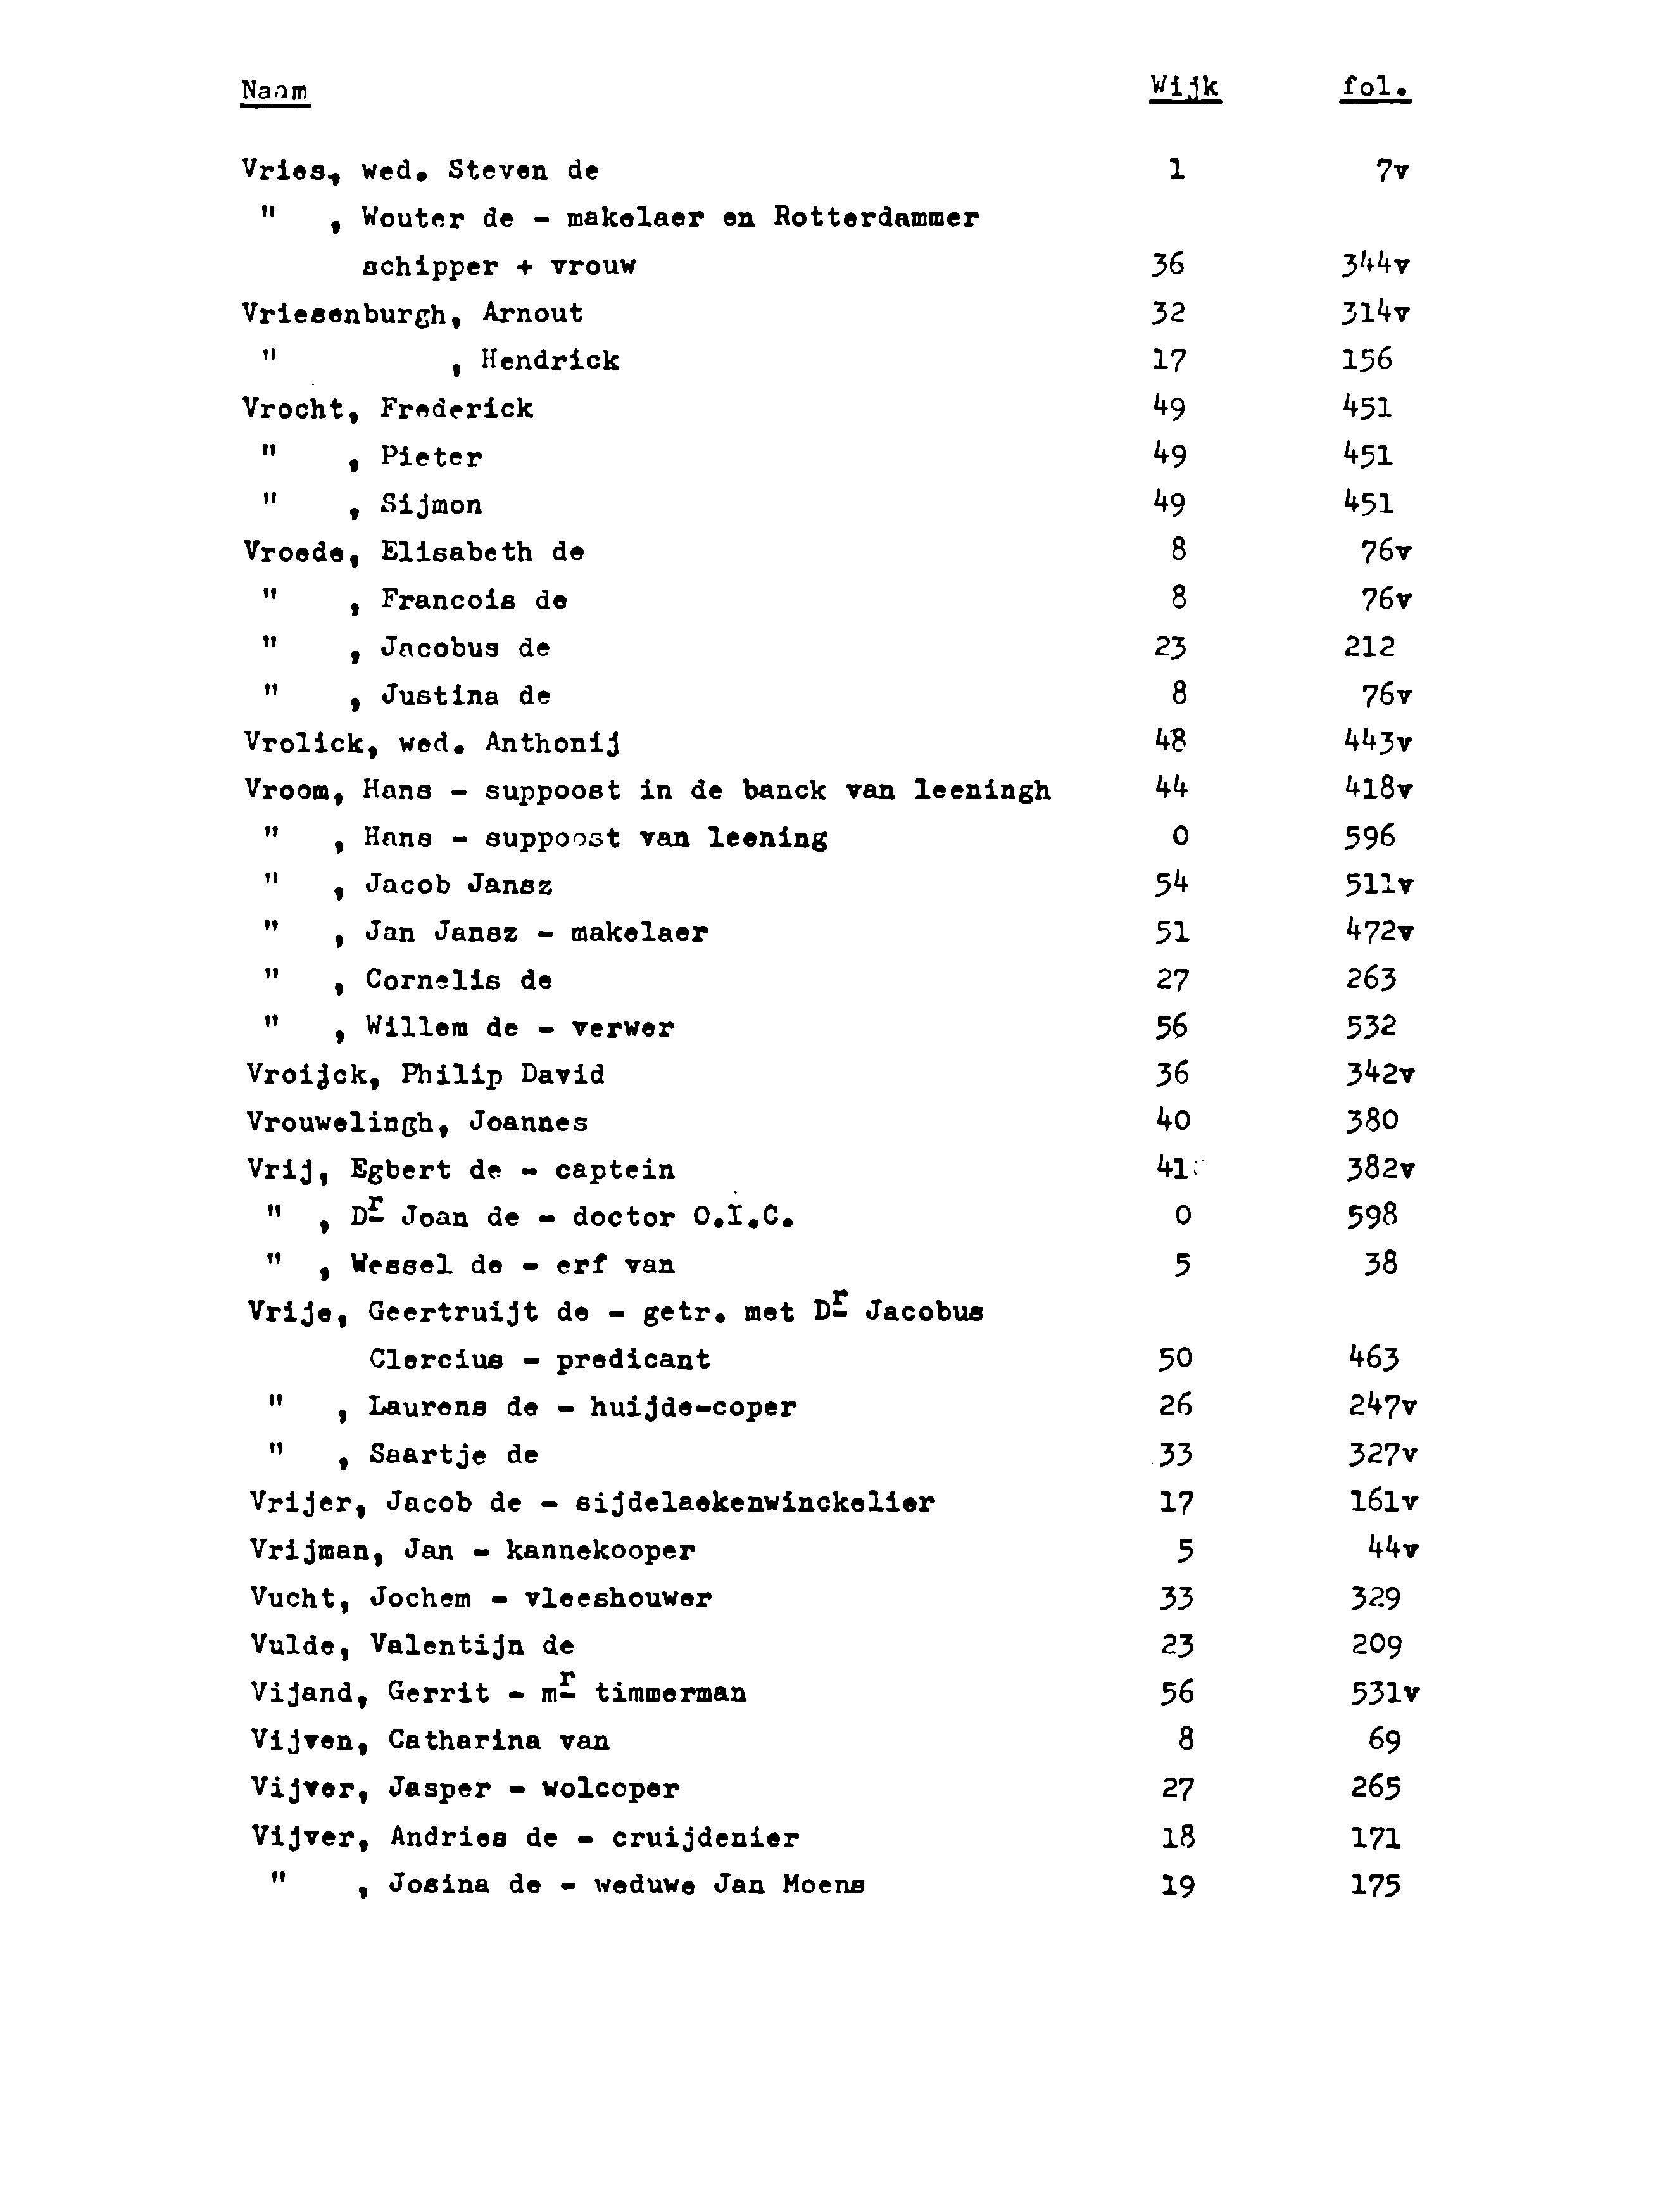 Naam Wijk fol.
Vries, wed. Steven de 1 7v
" , Wouter de - makelaer en Rotterdammer
schipper + vrouw 36 344v
Vriesenburgh, Arnout 32 314v
" , Hendrick 17 156
Vrocht, Frederick 49 451
" , Pieter 49 451
" , Sijmon 49 451
Vroede, Elisabeth de 8 76v
" , Francois de 8 76v
" , Jacobus de 23 212
" , Justina de 8 76v
Vrolick, wed. Anthonij 48 443v
Vroom, Hans - suppoost in de banck van leeningh 44 418v
" , Hans - suppoost van leening 0 596
" , Jacob Jansz 54 511v
" , Jan Jansz - makelaer 51 472v
" , Cornelis de 27 263
" , Willem de - verwer 56 532
Vroijck, Philip David 36 342v
Vrouwelingh, Joannes 40 380
Vrij, Egbert de - captein 41 382v
" , Dr Joan de - doctor O.I.C. 0 598
" , Wessel de - erf van 5 38
Vrije, Geertruijt de - getr. met Dr Jacobus
Clercius - predicant 50 463
" , Laurens de - huijde-coper 26 247v
" , Saartje de 33 327v
Vrijer, Jacob de - sijdelaekenwinckelier 17 161v
Vrijman, Jan - kannekooper 5 44v
Vucht, Jochem - vleeshouwer 33 329
Vulde, Valentijn de 23 209
Vijand, Gerrit - mr timmerman 56 531v
Vijven, Catharina van 8 69
Vijver, Jasper - wolcoper 27 265
Vijver, Andries de - cruijdenier 18 171
" , Josina de - weduwe Jan Moens 19 175